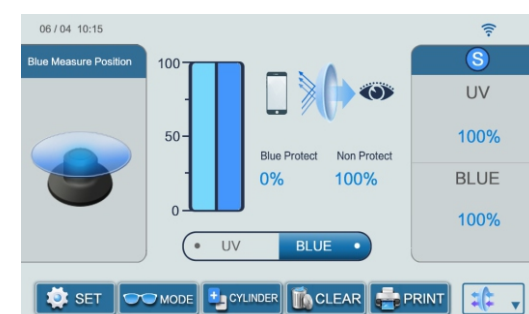 06 / 04 10:15
Blue Measure Position
100
50
0
Blue Protect Non Protect
0% 100%
UV BLUE
S
UV
100%
BLUE
100%
SET
MODE
CYLINDER
CLEAR
PRINT